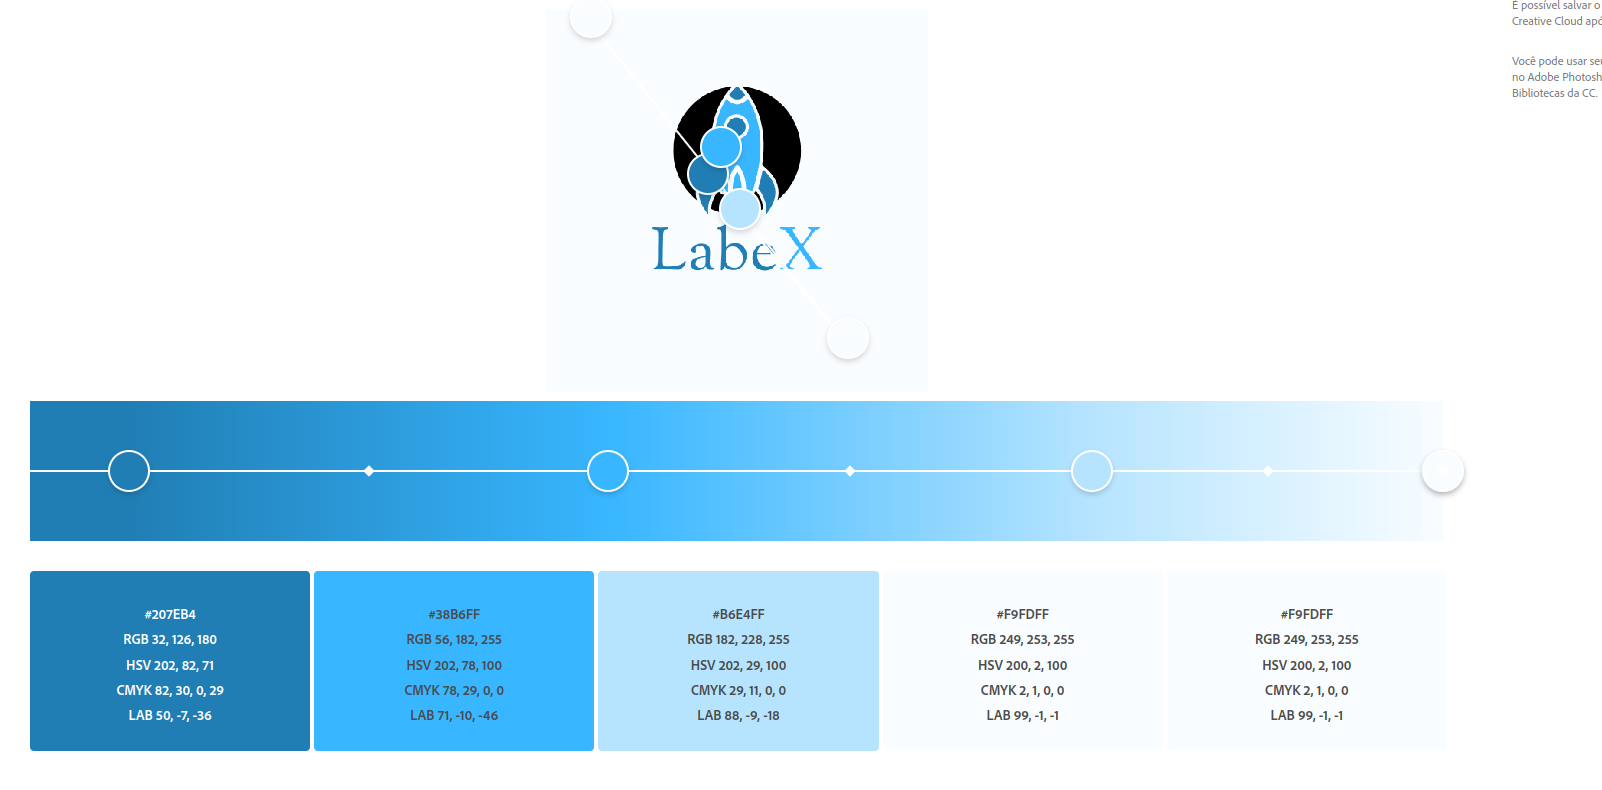 É possível salvar o
Creative Cloud apó
Você pode usar seu
no Adobe Photosh
Bibliotecas da CC.
LabeX
#207EB4
RGB 32, 126, 180
HSV 202, 82, 71
CMYK 82, 30, 0, 29
LAB 50, -7, -36
#38B6FF
RGB 56, 182, 255
HSV 202, 78, 100
CMYK 78, 29, 0, 0
LAB 71, -10, -46
#B6E4FF
RGB 182, 228, 255
HSV 202, 29, 100
CMYK 29, 11, 0, 0
LAB 88, -9, -18
#F9FDFF
RGB 249, 253, 255
HSV 200, 2, 100
CMYK 2, 1, 0, 0
LAB 99, -1, -1
#F9FDFF
RGB 249, 253, 255
HSV 200, 2, 100
CMYK 2, 1, 0, 0
LAB 99, -1, -1